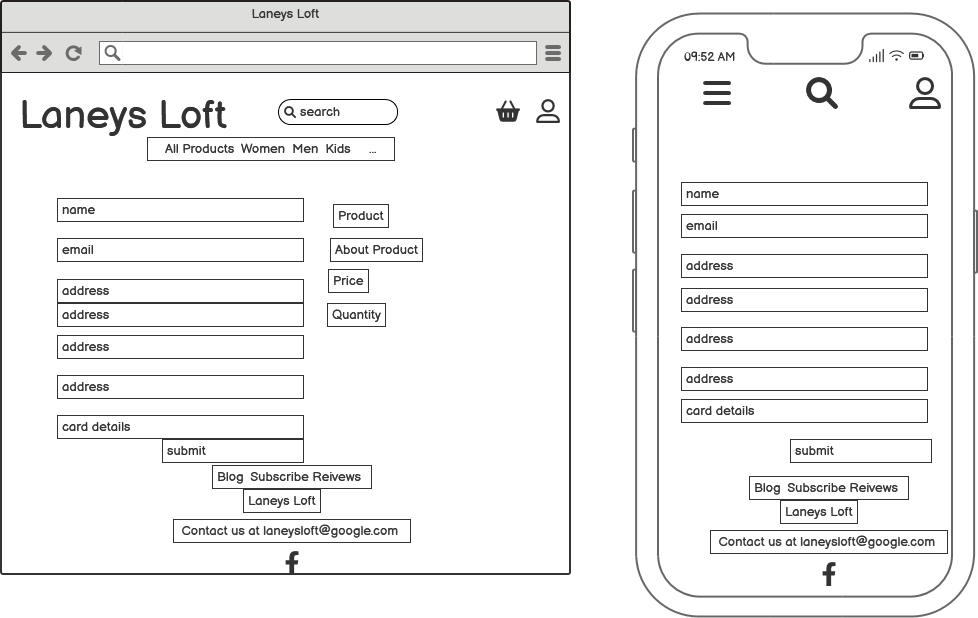 Laneys Loft
Laneys Loft
search
All Products Women Men Kids ...
name
Product
email
About Product
Price
address
address
Quantity
address
address
card details
submit
Blog Subscribe Reivews
Laneys Loft
Contact us at laneysloft@google.com
09:52 AM
name
email
address
address
address
address
card details
submit
Blog Subscribe Reivews
Laneys Loft
Contact us at laneysloft@google.com